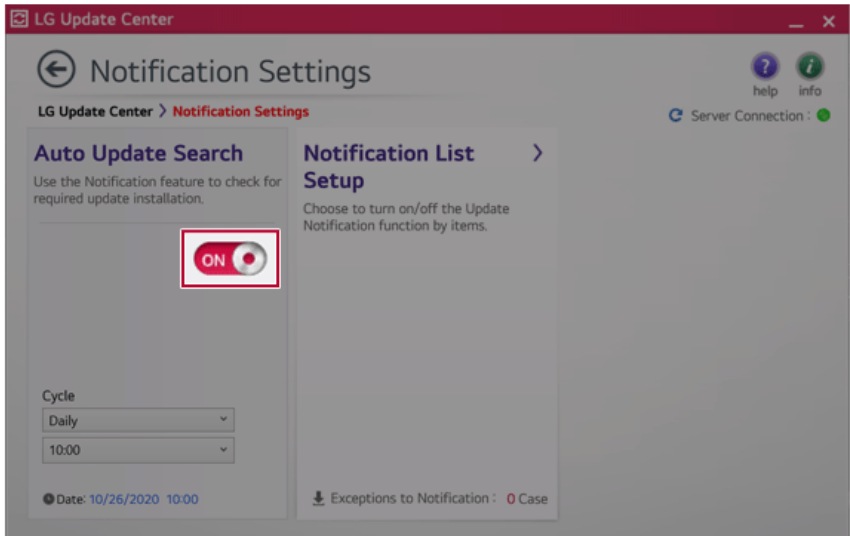 LG Update Center
Notification Settings
help
info
LG Update Center > Notification Settings
Server Connection :
Auto Update Search
Use the Notification feature to check for
required update installation.
ON
Cycle
Daily
10:00
Date: 10/26/2020 10:00
Notification List
Setup
Choose to turn on/off the Update
Notification function by items.
Exceptions to Notification : 0 Case